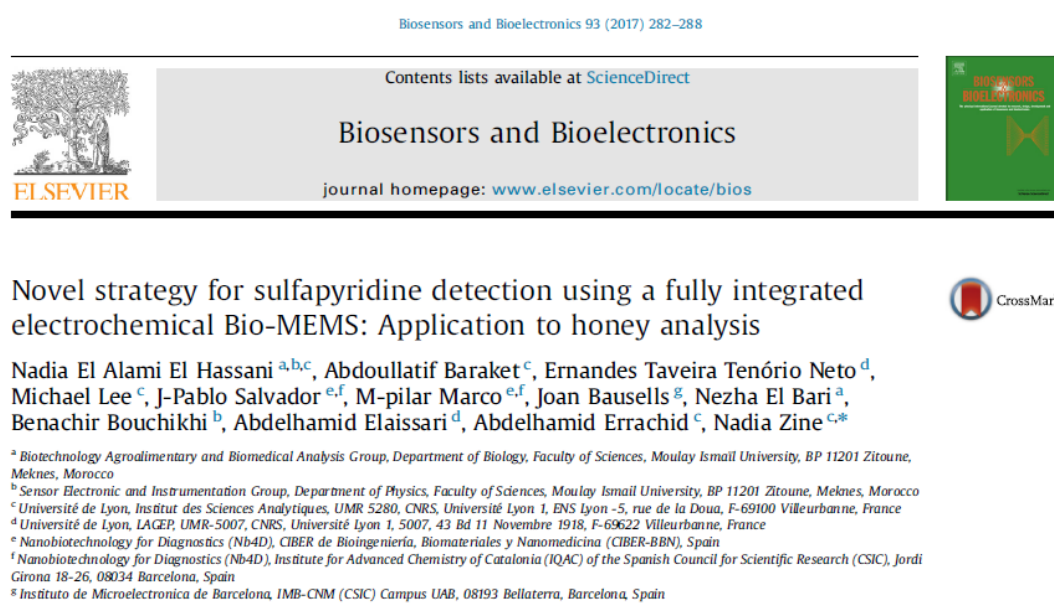 Biosensors and Bioelectronics 93 (2017) 282–288
Contents lists available at ScienceDirect
Biosensors and Bioelectronics
journal homepage: www.elsevier.com/locate/bios
ELSEVIER
BIOSENSORS
BIOELECTRONICS
Novel strategy for sulfapyridine detection using a fully integrated
electrochemical Bio-MEMS: Application to honey analysis
CrossMar
Nadia El Alami El Hassani a,b,c, Abdoullatif Baraket c, Ernandes Taveira Tenório Neto d,
Michael Lee c, J-Pablo Salvador e,f, M-pilar Marco e,f, Joan Bausells g, Nezha El Bari a,
Benachir Bouchikhi b, Abdelhamid Elaissari d, Abdelhamid Errachid c, Nadia Zine c,*
a Biotechnology Agroalimentary and Biomedical Analysis Group, Department of Biology, Faculty of Sciences, Moulay Ismaïl University, BP 11201 Zitoune,
Meknes, Morocco
b Sensor Electronic and Instrumentation Group, Department of Physics, Faculty of Sciences, Moulay Ismaïl University, BP 11201 Zitoune, Meknes, Morocco
c Université de Lyon, Institut des Sciences Analytiques, UMR 5280, CNRS, Université Lyon 1, ENS Lyon -5, rue de la Doua, F-69100 Villeurbanne, France
d Université de Lyon, LAGEP, UMR-5007, CNRS, Université Lyon 1, 5007, 43 Bd 11 Novembre 1918, F-69622 Villeurbanne, France
e Nanobiotechnology for Diagnostics (Nb4D), CIBER de Bioingeniería, Biomateriales y Nanomedicina (CIBER-BBN), Spain
f Nanobiotechnology for Diagnostics (Nb4D), Institute for Advanced Chemistry of Catalonia (IQAC) of the Spanish Council for Scientific Research (CSIC), Jordi
Girona 18-26, 08034 Barcelona, Spain
g Instituto de Microelectronica de Barcelona, IMB-CNM (CSIC) Campus UAB, 08193 Bellaterra, Barcelona, Spain